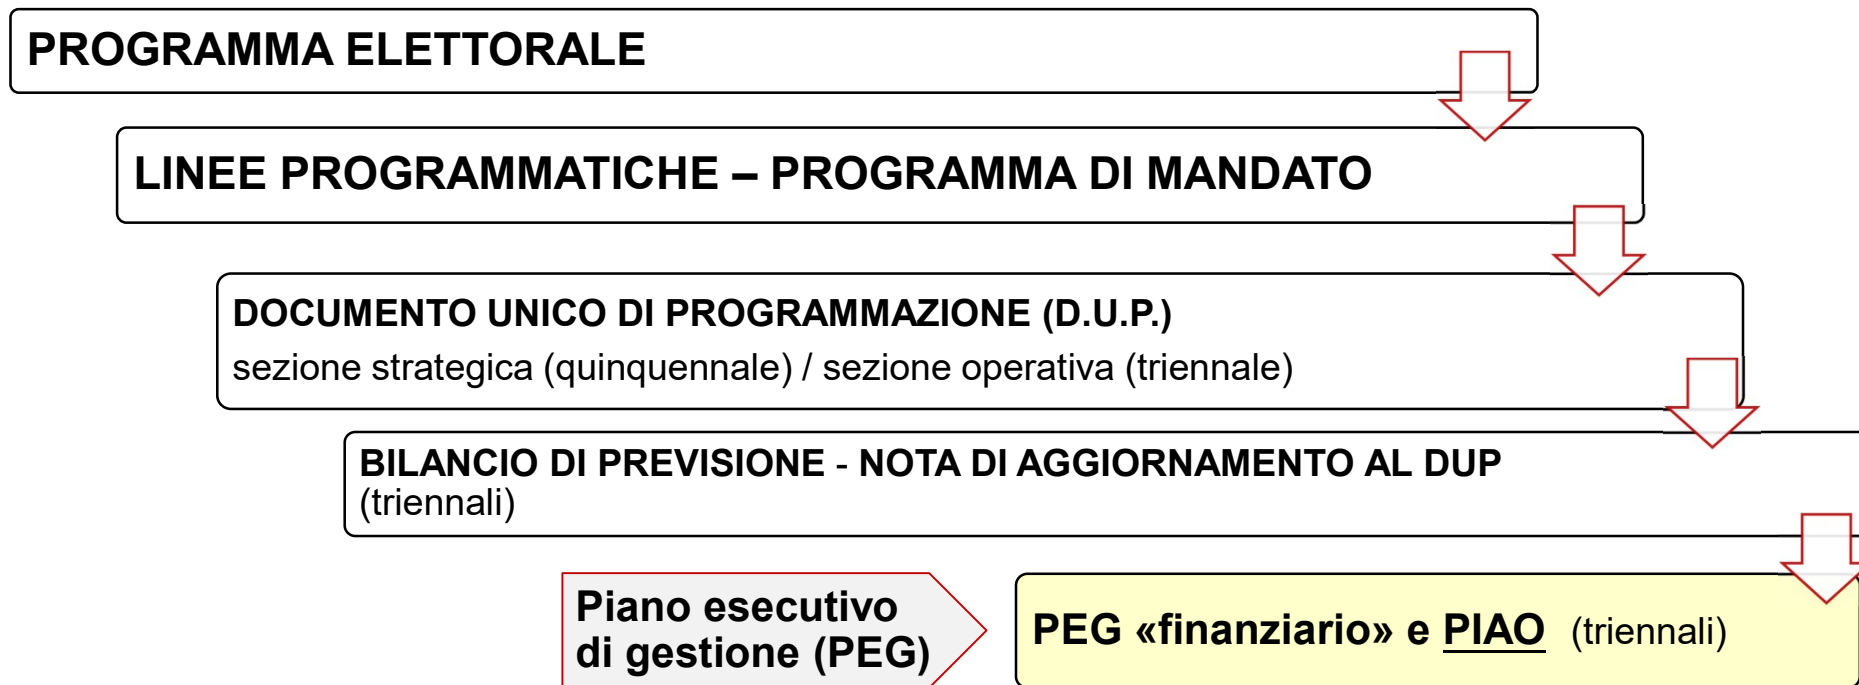 PROGRAMMA ELETTORALE
LINEE PROGRAMMATICHE – PROGRAMMA DI MANDATO
DOCUMENTO UNICO DI PROGRAMMAZIONE (D.U.P.)
sezione strategica (quinquennale) / sezione operativa (triennale)
BILANCIO DI PREVISIONE - NOTA DI AGGIORNAMENTO AL DUP
(triennali)
Piano esecutivo
di gestione (PEG)
PEG «finanziario» e PIAO (triennali)